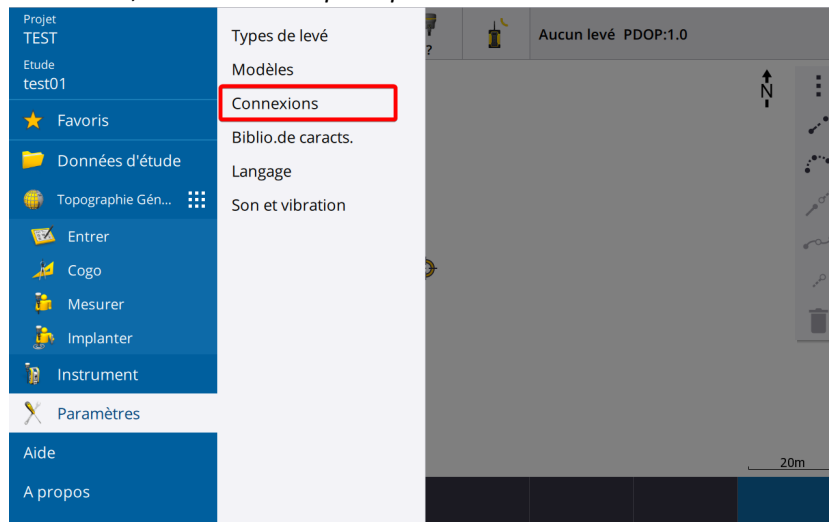 Projet
TEST
Etude
test01
Favoris
Données d'étude
Topographie Gén...
Entrer
Cogo
Mesurer
Implanter
Instrument
Paramètres
Aide
A propos
Types de levé
Modèles
Connexions
Biblio.de caracts.
Langage
Son et vibration
?
Aucun levé PDOP:1.0
N
20m